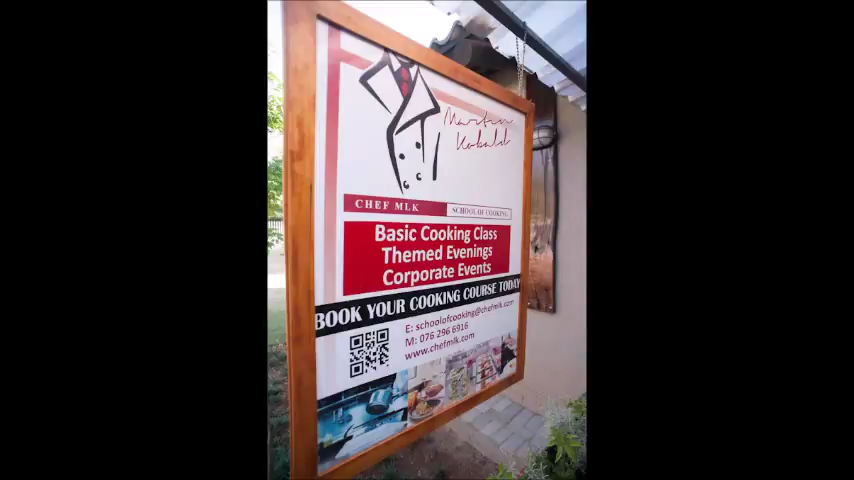 Martin
Kobald
CHEF MLK
SCHOOL OF COOKING
Basic Cooking Class
Themed Evenings
Corporate Events
BOOK YOUR COOKING COURSE TODAY
E: schoolofcooking@chefmlk.com
M: 076 296 6916
www.chefmlk.com